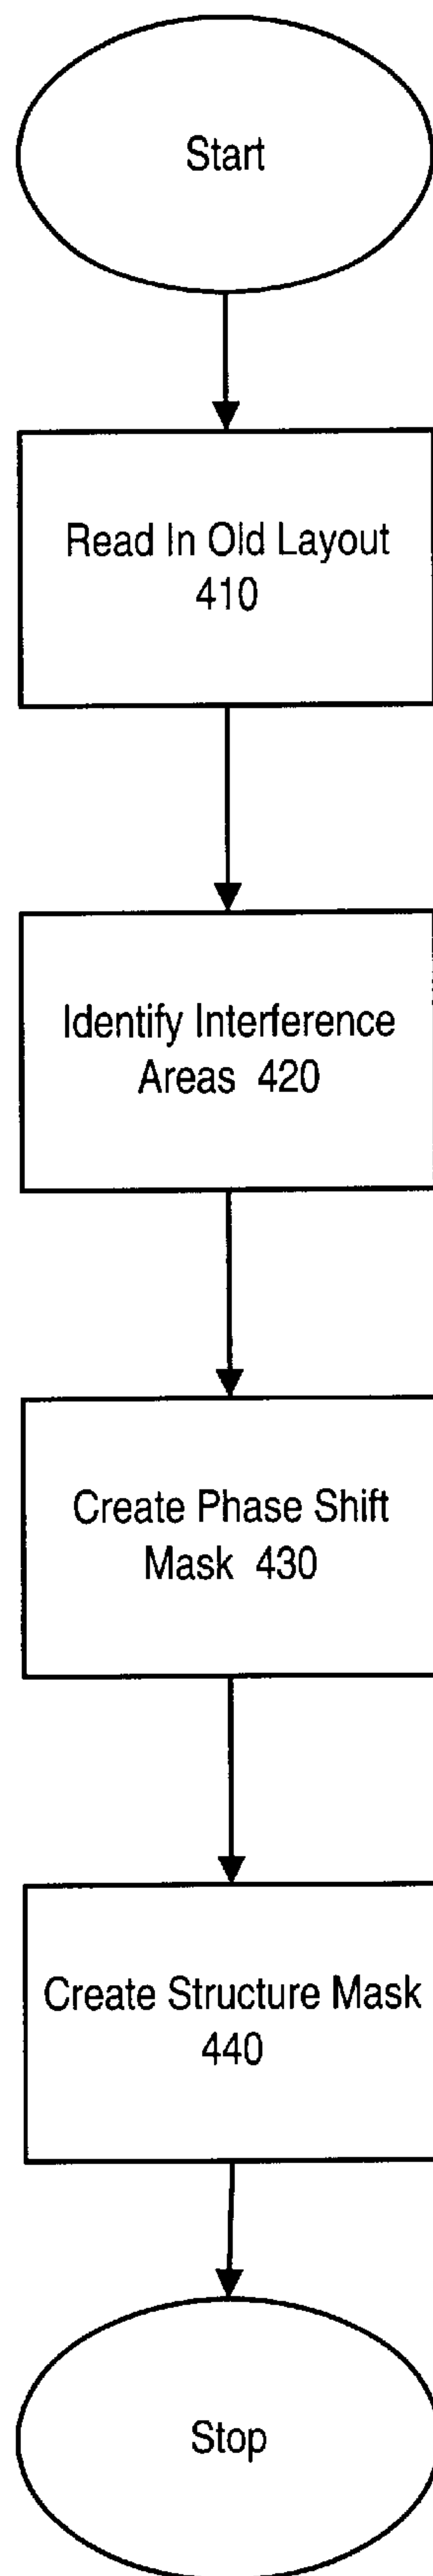 Start
Read In Old Layout
410
Identify Interference
Areas 420
Create Phase Shift
Mask 430
Create Structure Mask
440
Stop